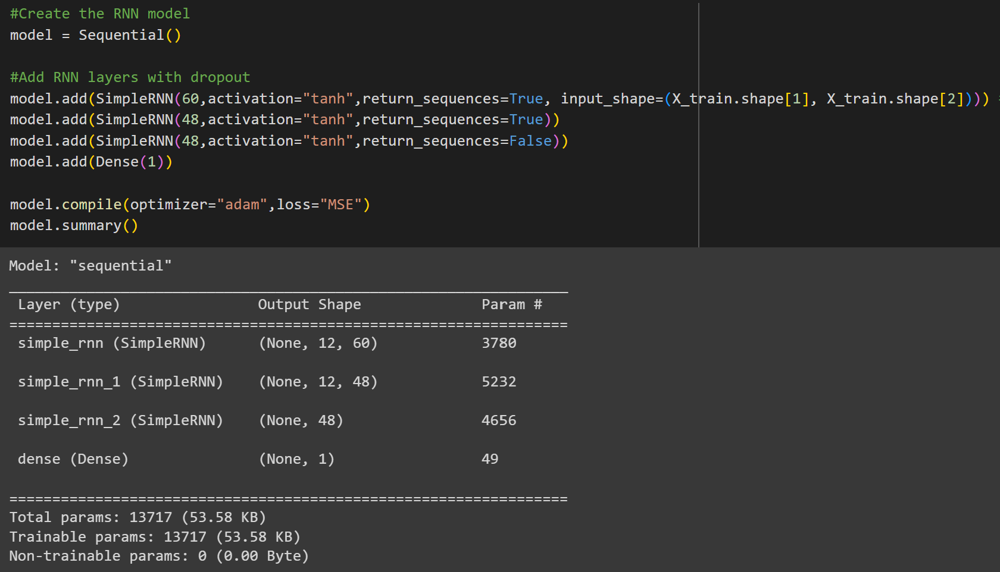 #Create the RNN model
model = Sequential()
#Add RNN layers with dropout
model.add(SimpleRNN(60,activation="tanh",return_sequences=True, input_shape=(X_train.shape[1], X_train.shape[2])))
model.add(SimpleRNN(48,activation="tanh",return_sequences=True))
model.add(SimpleRNN(48,activation="tanh",return_sequences=False))
model.add(Dense(1))
model.compile(optimizer="adam",loss="MSE")
model.summary()
Model: "sequential"
_________________________________________________________________
Layer (type) Output Shape Param #
=================================================================
simple_rnn (SimpleRNN) (None, 12, 60) 3780
simple_rnn_1 (SimpleRNN) (None, 12, 48) 5232
simple_rnn_2 (SimpleRNN) (None, 48) 4656
dense (Dense) (None, 1) 49
=================================================================
Total params: 13717 (53.58 KB)
Trainable params: 13717 (53.58 KB)
Non-trainable params: 0 (0.00 Byte)